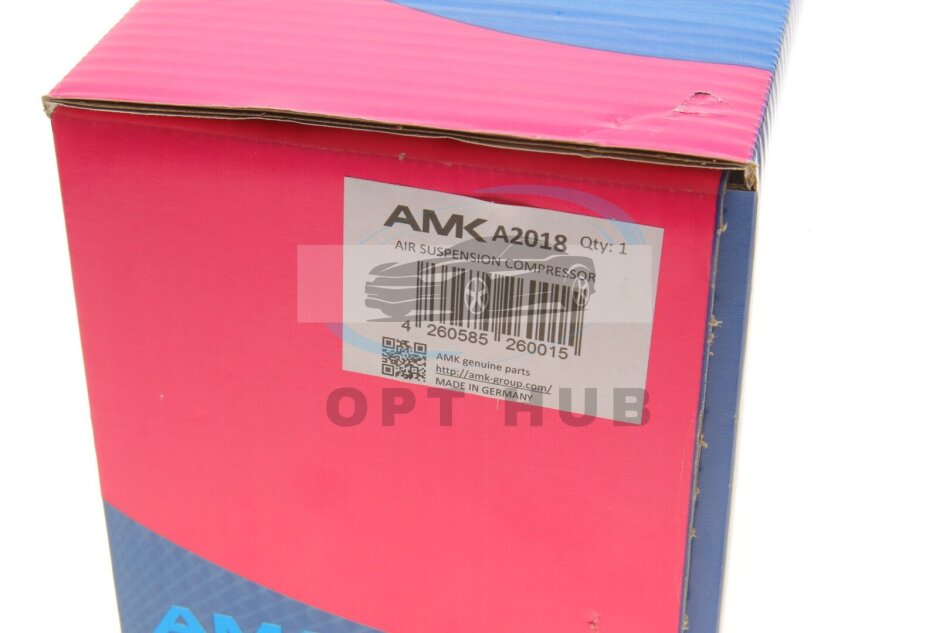 AMK A2018 Qty: 1
AIR SUSPENSION COMPRESSOR
4 260585 260015
AMK genuine parts
http://amk-group.com/
MADE IN GERMANY
OPT HUB